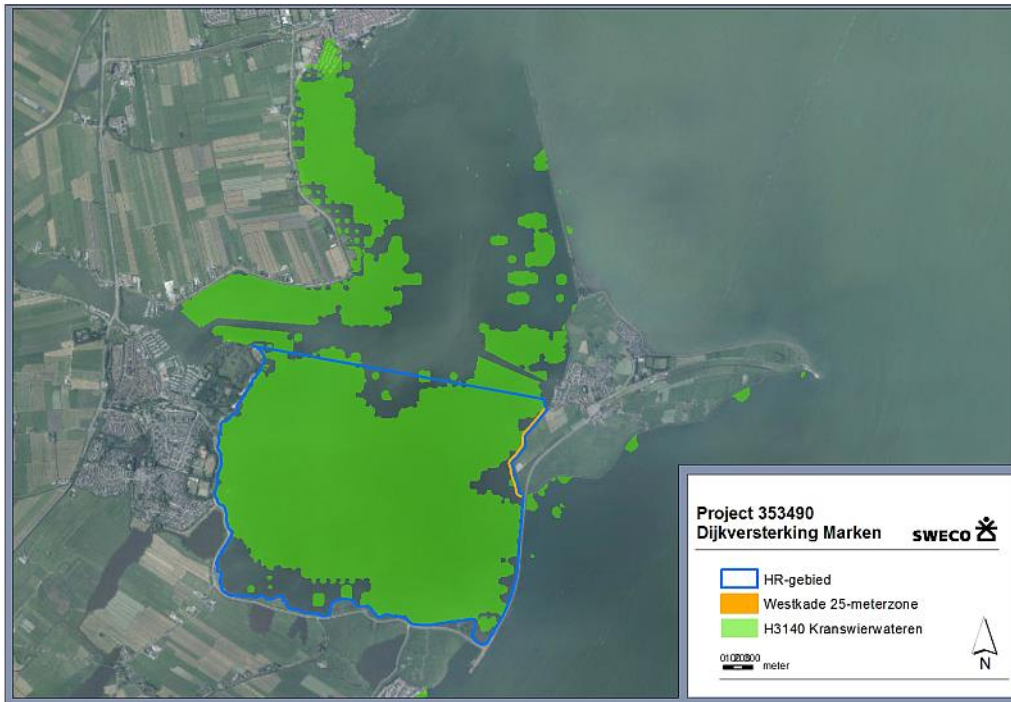 Project 353490
Dijkversterking Marken
SWECO
HR-gebied
Westkade 25-meterzone
H3140 Kranswierwateren
meter
N